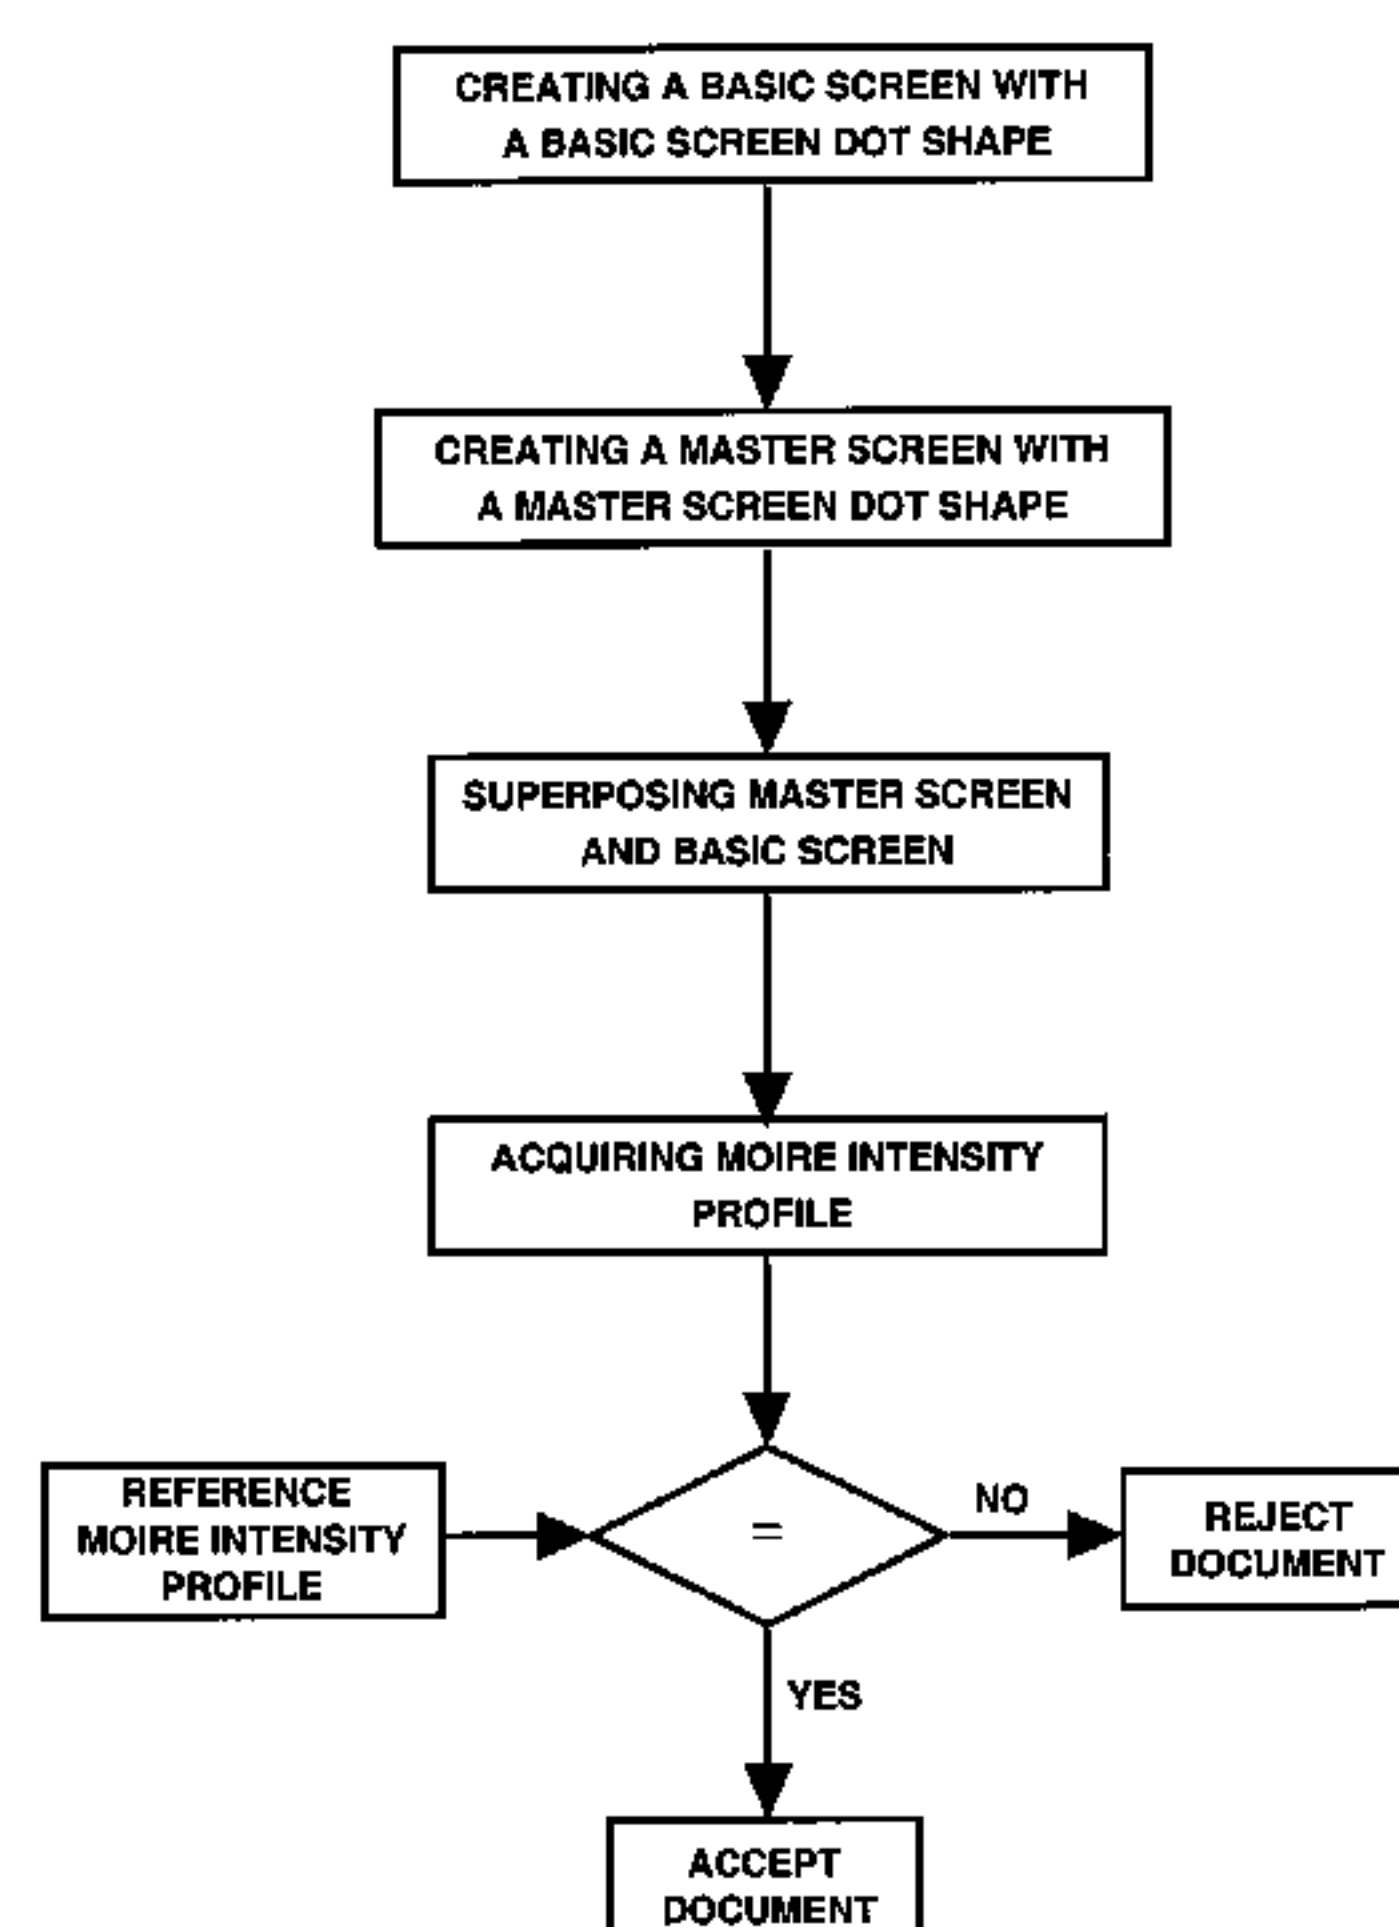 CREATING A BASIC SCREEN WITH
A BASIC SCREEN DOT SHAPE
CREATING A MASTER SCREEN WITH
A MASTER SCREEN DOT SHAPE
SUPERPOSING MASTER SCREEN
AND BASIC SCREEN
ACQUIRING MOIRE INTENSITY
PROFILE
REFERENCE
MOIRE INTENSITY
PROFILE
=
NO
REJECT
DOCUMENT
YES
ACCEPT
DOCUMENT